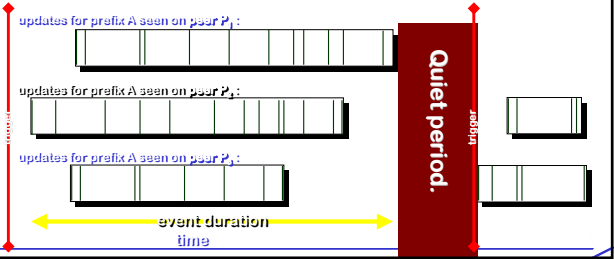 updates for prefix A seen on peer P₁ :
updates for prefix A seen on peer P₂ :
updates for prefix A seen on peer P₃ :
trigger
Quiet period.
trigger
event duration
time